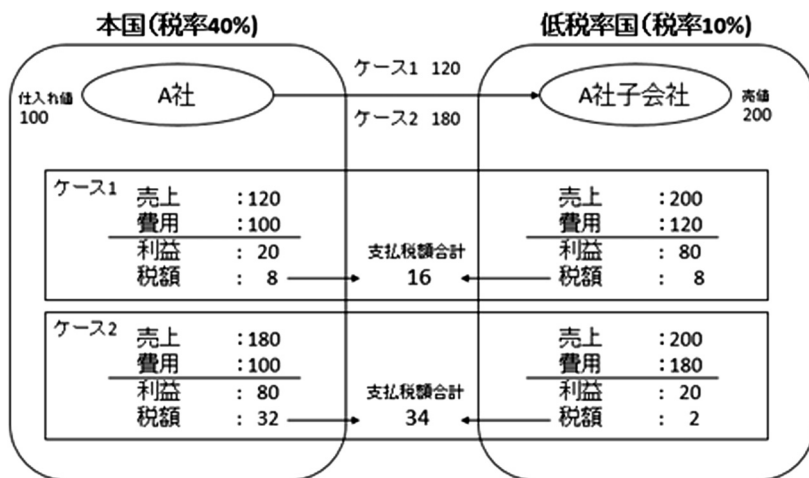 本国(税率40%) 低税率国(税率10%)
仕入れ値
100
A社
ケース1 120
ケース2 180
A社子会社
売値
200
ケース1
売上 :120
費用 :100
利益 : 20
税額 : 8
支払税額合計
16
売上 :200
費用 :120
利益 : 80
税額 : 8
ケース2
売上 :180
費用 :100
利益 : 80
税額 : 32
支払税額合計
34
売上 :200
費用 :180
利益 : 20
税額 : 2